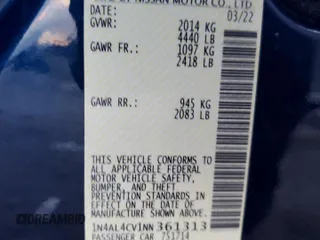 OF NISSAN MOTOR CO., LTD
DATE: 03/22
GVWR: 2014 KG
4440 LB
GAWR FR: 1097 KG
2418 LB
GAWR RR: 945 KG
2083 LB
THIS VEHICLE CONFORMS TO
ALL APPLICABLE FEDERAL
MOTOR VEHICLE SAFETY,
BUMPER, AND THEFT
PREVENTION STANDARDS IN
EFFECT ON THE DATE OF
MANUFACTURE SHOWN ABOVE.
1N4AL4CV1NN361313
PASSENGER CAR 751714